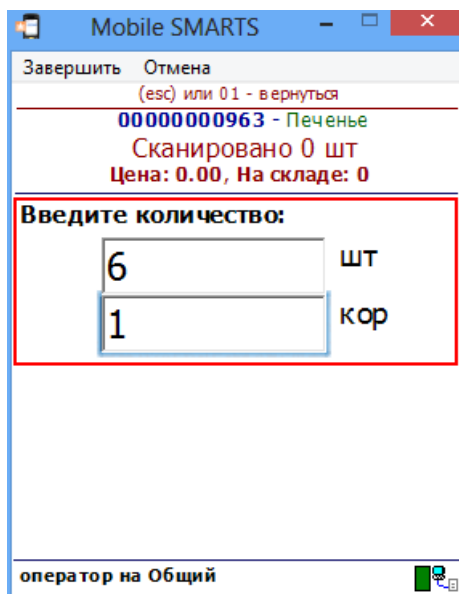 Mobile SMARTS
Завершить Отмена
(esc) или 01 - вернуться
00000000963 - Печенье
Сканировано 0 шт
Цена: 0.00, На складе: 0
Введите количество:
6 шт
1 кор
оператор на Общий